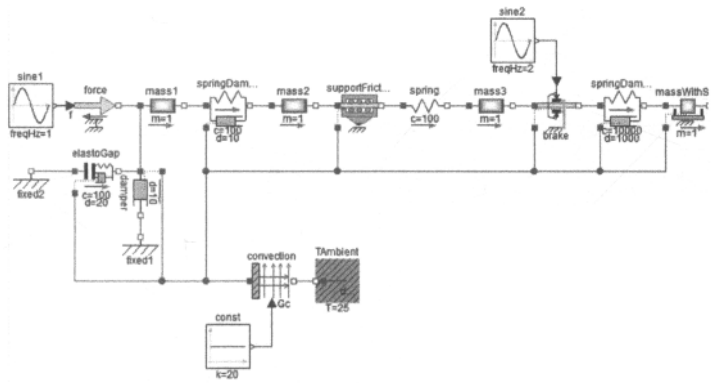 sine2
sine1
freqHz=2
force
mass1
springDam...
mass2
supportFrict...
spring
mass3
springDam...
massWithS
f
freqHz=1
m=1
c=100
d=10
m=1
c=100
m=1
brake
c=10000
d=1000
m=1
elastoGap
fixed2
c=100
d=20
damper
d=10
fixed1
convection
TAmbient
Gc
T=25
const
k=20